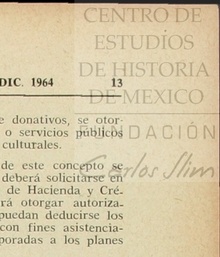 CENTRO DE
ESTUDIOS
DE HISTORIA
DE MEXICO
FUNDACIÓN
Carlos Slim
DIC. 1964 13
donativos, se otor-
o servicios públicos
culturales.
de este concepto se
deberá solicitarse en
de Hacienda y Cré-
rá otorgar autoriza-
puedan deducirse los
con fines asistencia-
poradas a los planes